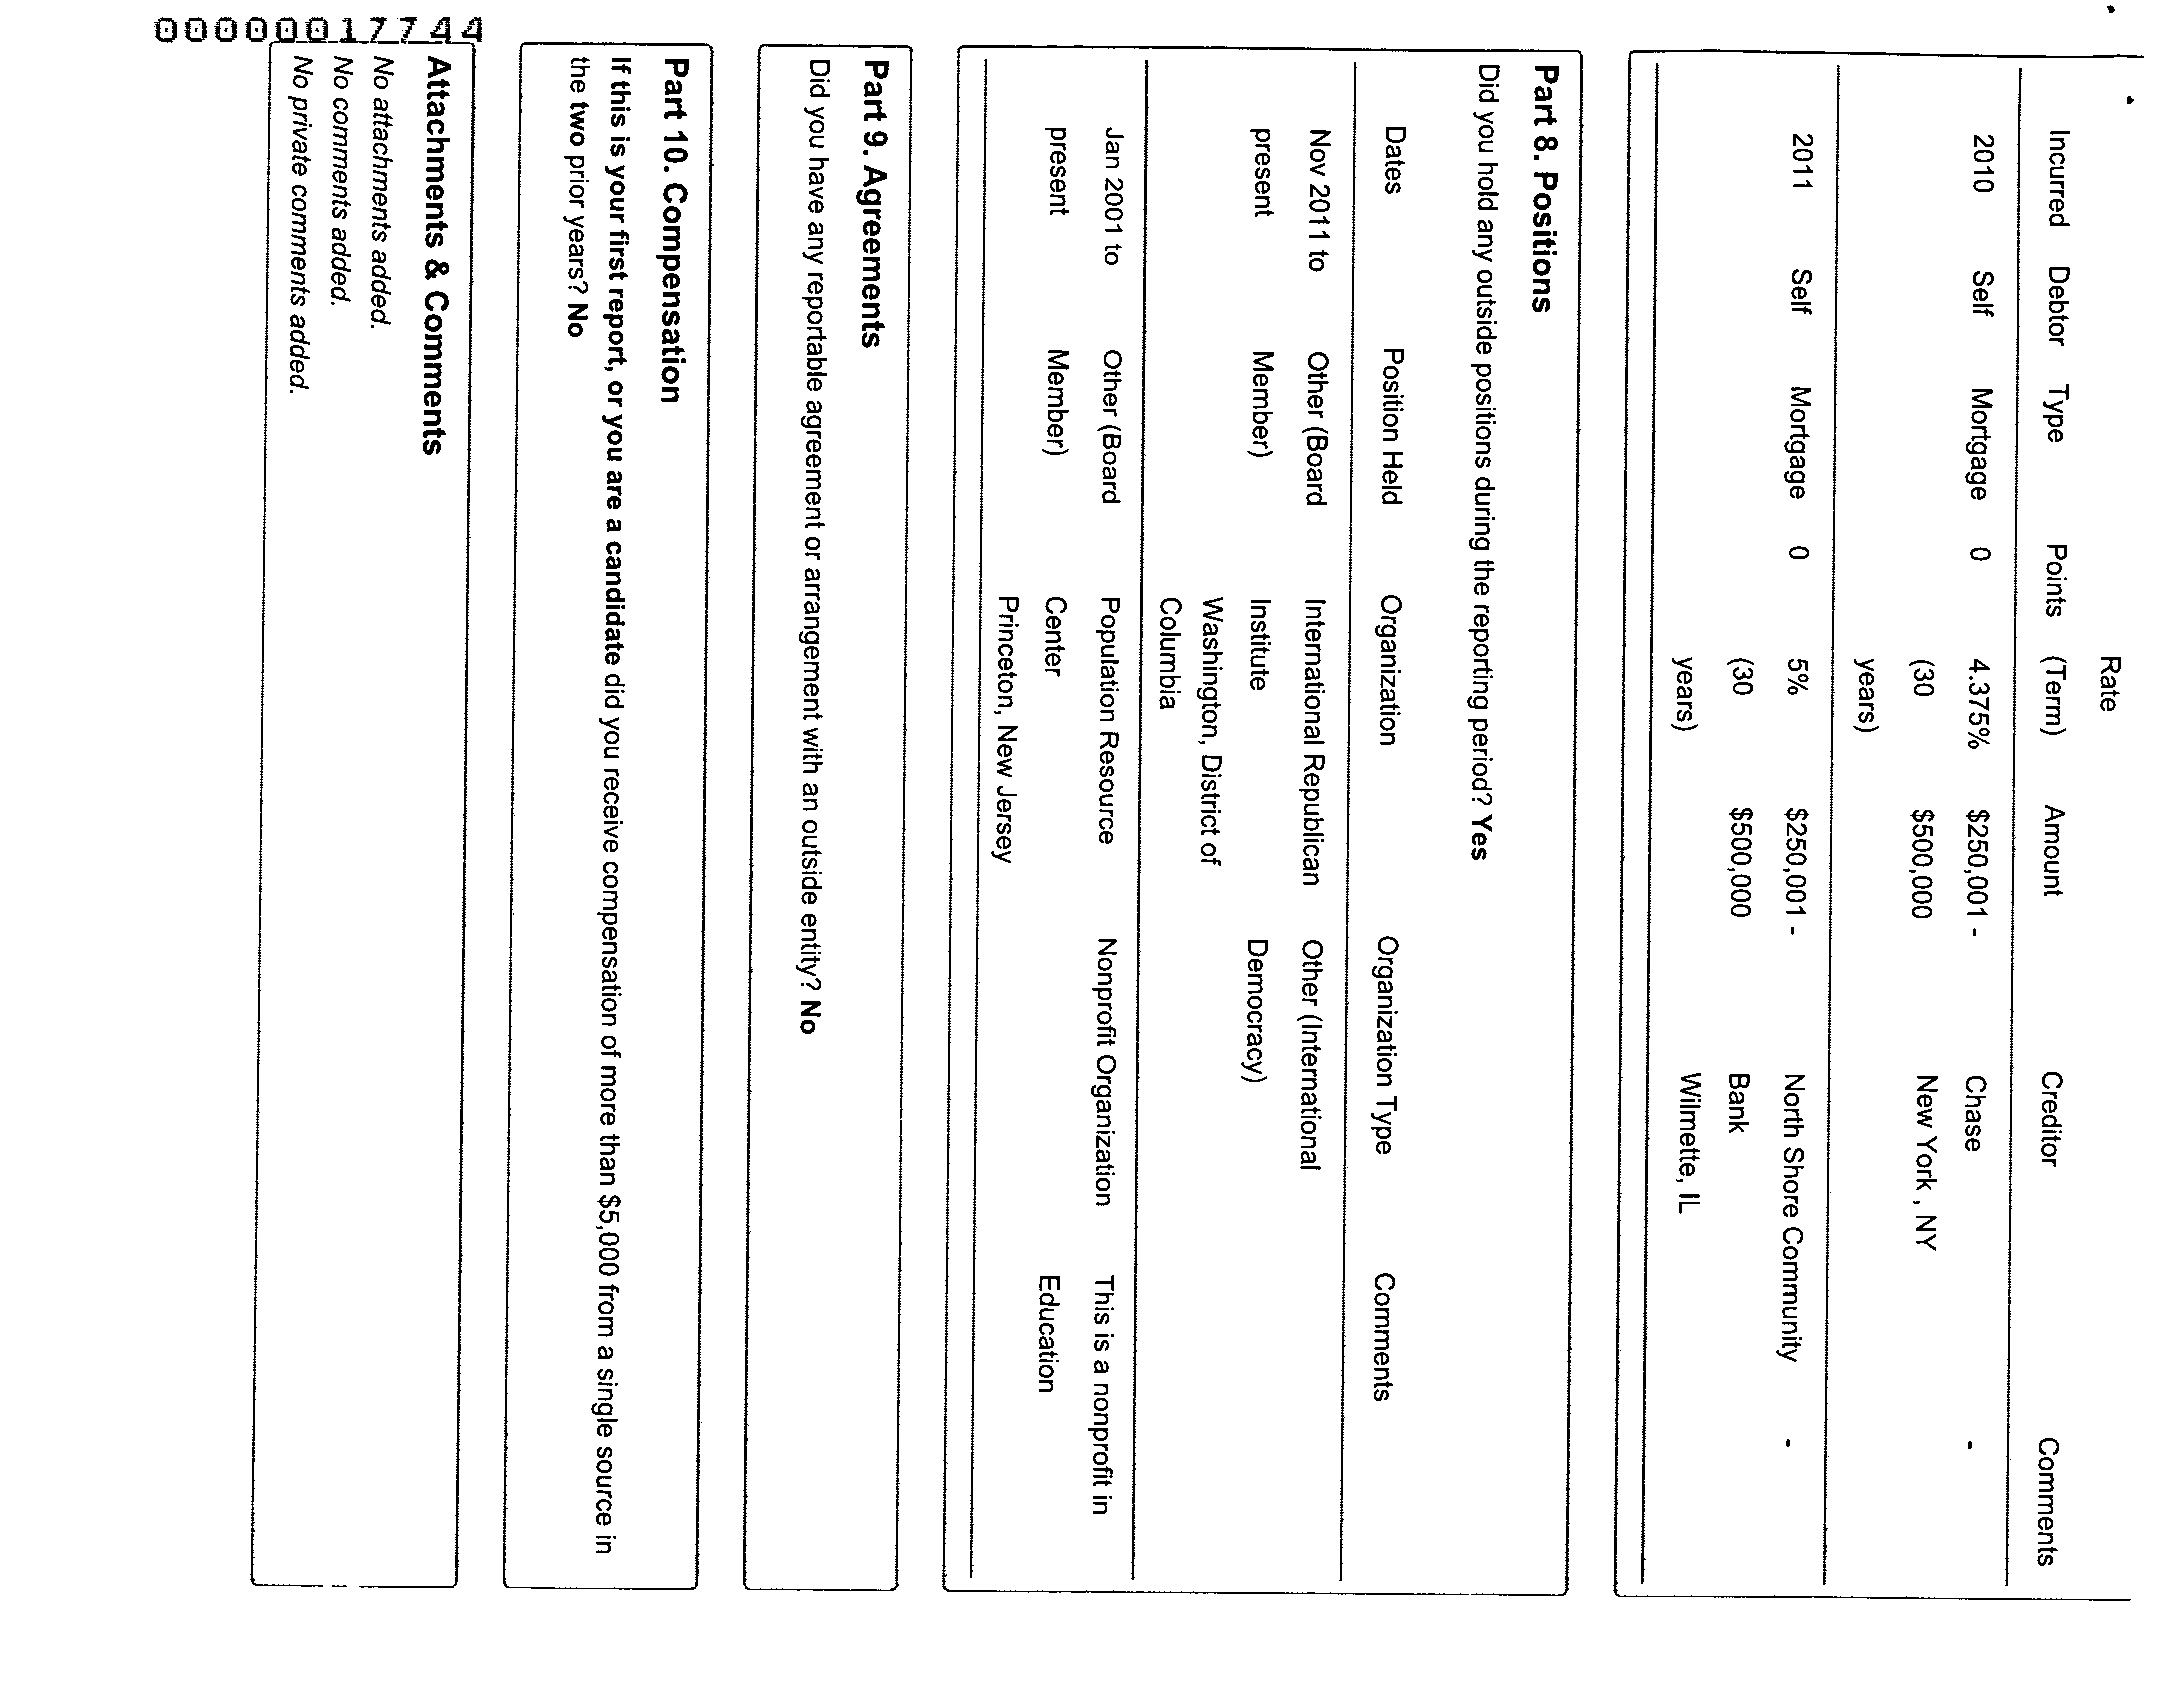 Rate
Incurred Debtor Type Points (Term) Amount Creditor Comments
2010 Self Mortgage 0 4.375% $250,001 - Chase -
(30 $500,000 New York , NY
years)
2011 Self Mortgage 0 5% $250,001 - North Shore Community -
(30 $500,000 Bank
years) Wilmette, IL
Part 8. Positions
Did you hold any outside positions during the reporting period? Yes
Dates Position Held Organization Organization Type Comments
Nov 2011 to Other (Board International Republican Other (International
present Member) Institute Democracy)
Washington, District of
Columbia
Jan 2001 to Other (Board Population Resource Nonprofit Organization This is a nonprofit in
present Member) Center Education
Princeton, New Jersey
Part 9. Agreements
Did you have any reportable agreement or arrangement with an outside entity? No
Part 10. Compensation
If this is your first report, or you are a candidate did you receive compensation of more than $5,000 from a single source in
the two prior years? No
Attachments & Comments
No attachments added.
No comments added.
No private comments added.
00000017744